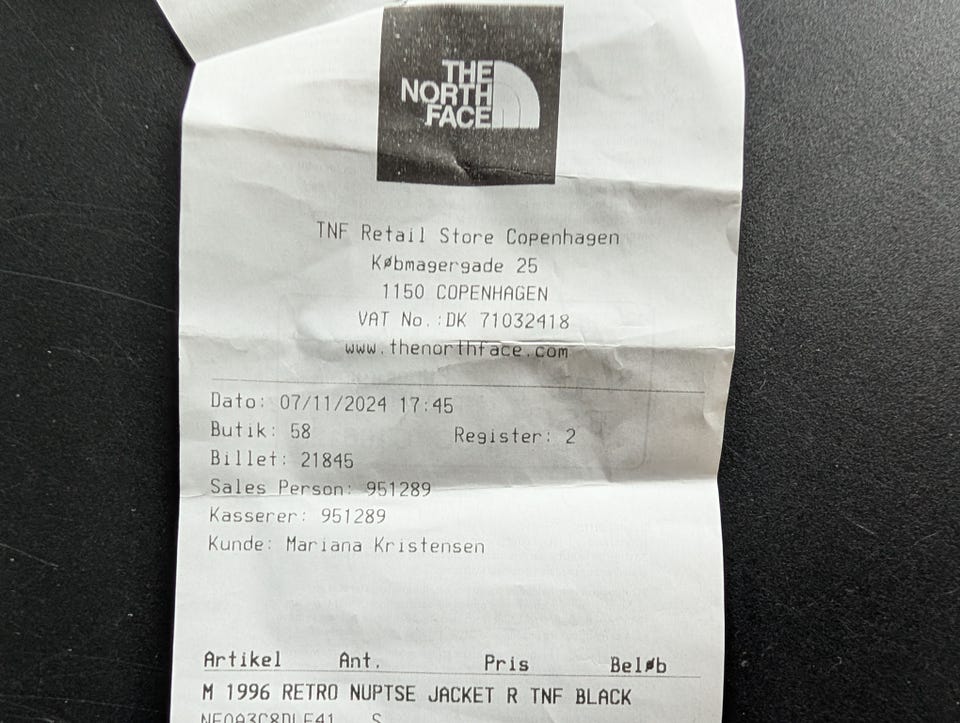 THE
NORTH
FACE
TNF Retail Store Copenhagen
Købmagergade 25
1150 COPENHAGEN
VAT No.:DK 71032418
www.thenorthface.com
Dato: 07/11/2024 17:45
Butik: 58 Register: 2
Billet: 21845
Sales Person: 951289
Kasserer: 951289
Kunde: Mariana Kristensen
Artikel Ant. Pris Beløb
M 1996 RETRO NUPTSE JACKET R TNF BLACK
NF0A3C8DLE41 S